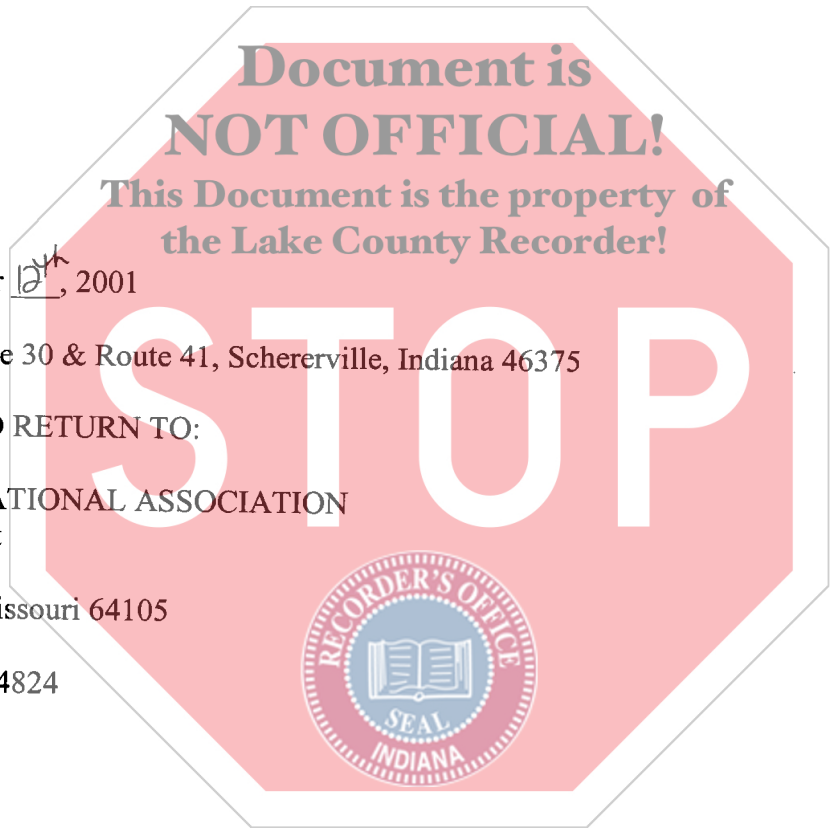 Document is
NOT OFFICIAL!
This Document is the property of
the Lake County Recorder!
12th, 2001
e 30 & Route 41, Schererville, Indiana 46375
RETURN TO:
STOP
ATIONAL ASSOCIATION
issouri 64105
4824
RECORDER'S OFFICE
SEAL
INDIANA